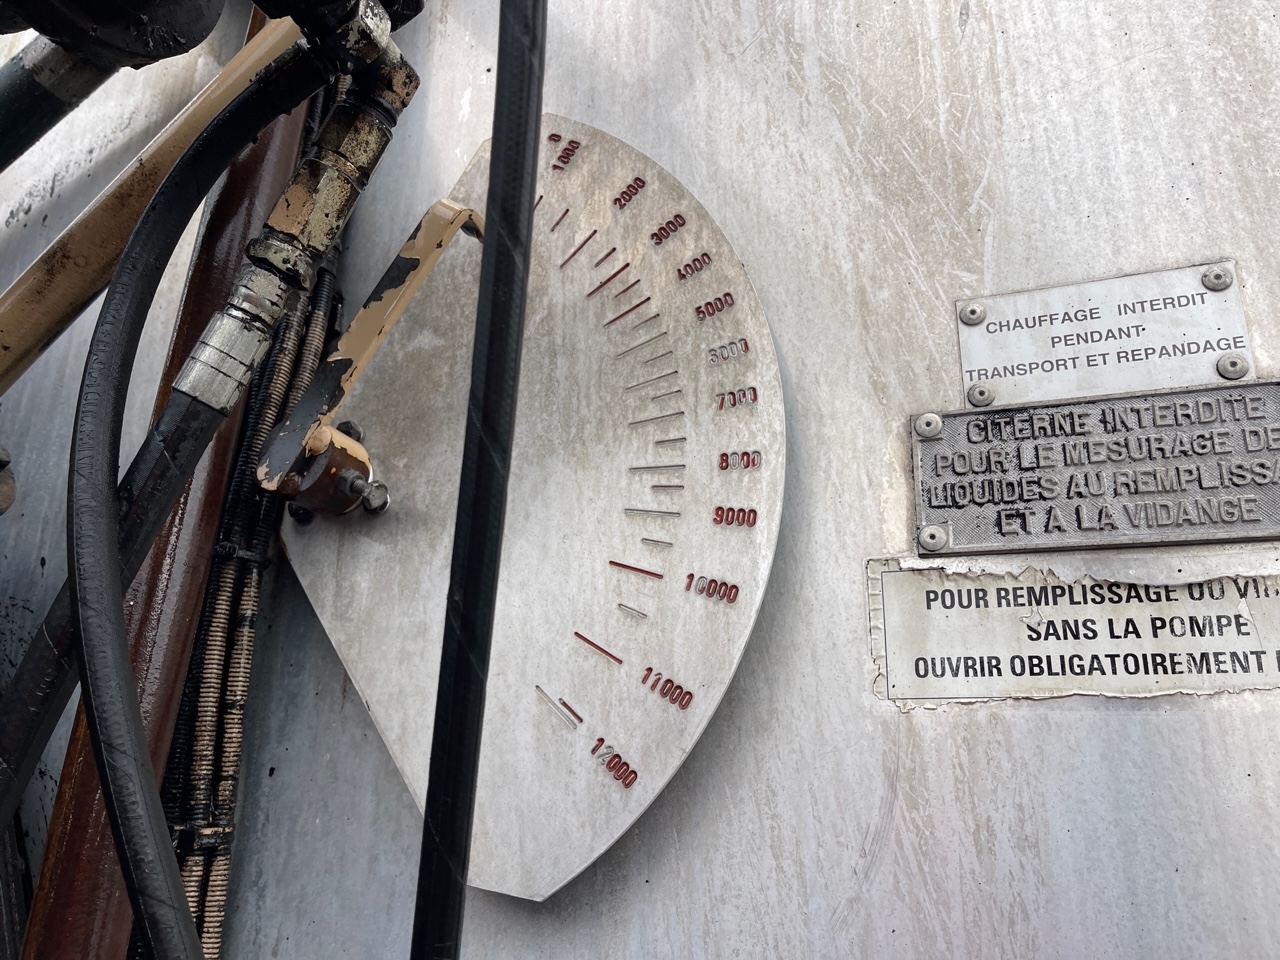 0
1000
2000
3000
4000
5000
6000
7000
8000
9000
10000
11000
12000
CHAUFFAGE INTERDIT
PENDANT
TRANSPORT ET REPANDAGE
CITERNE INTERDITE
POUR LE MESURAGE DE
LIQUIDES AU REMPLISSA
ET A LA VIDANGE
POUR REMPLISSAGE OU VI
SANS LA POMPE
OUVRIR OBLIGATOIREMENT